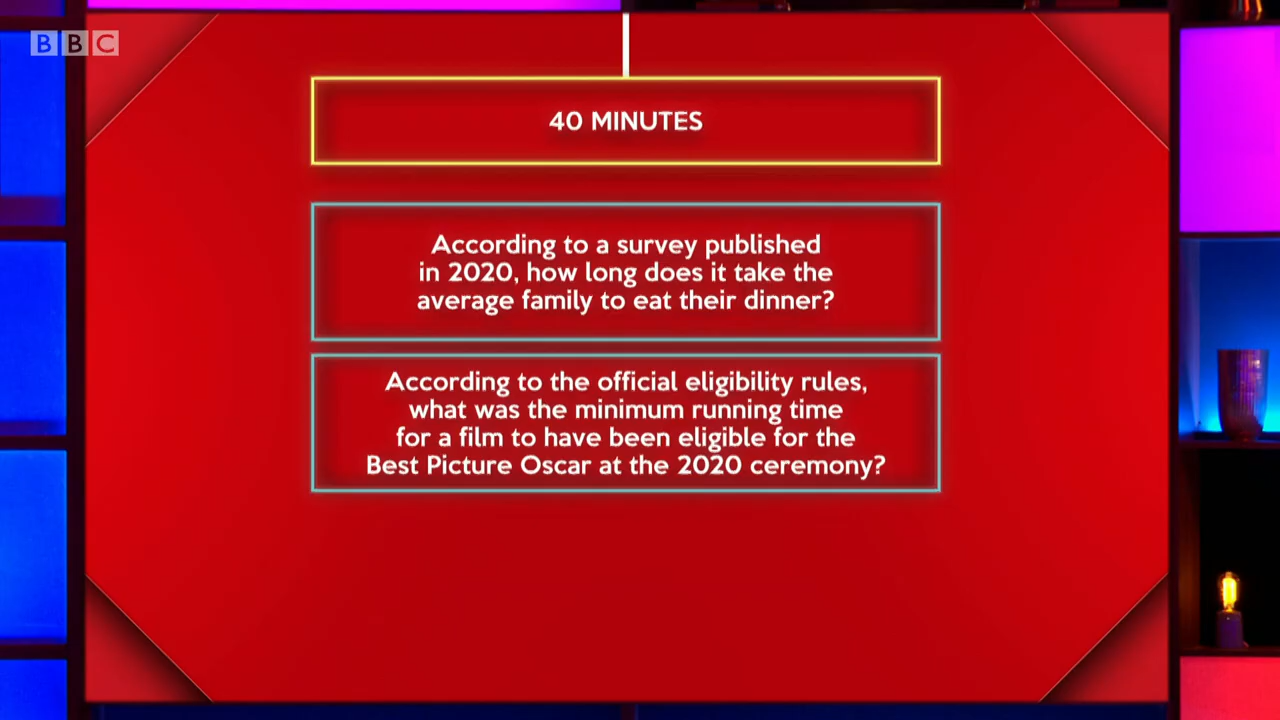 BBC
40 MINUTES
According to a survey published
in 2020, how long does it take the
average family to eat their dinner?
According to the official eligibility rules,
what was the minimum running time
for a film to have been eligible for the
Best Picture Oscar at the 2020 ceremony?